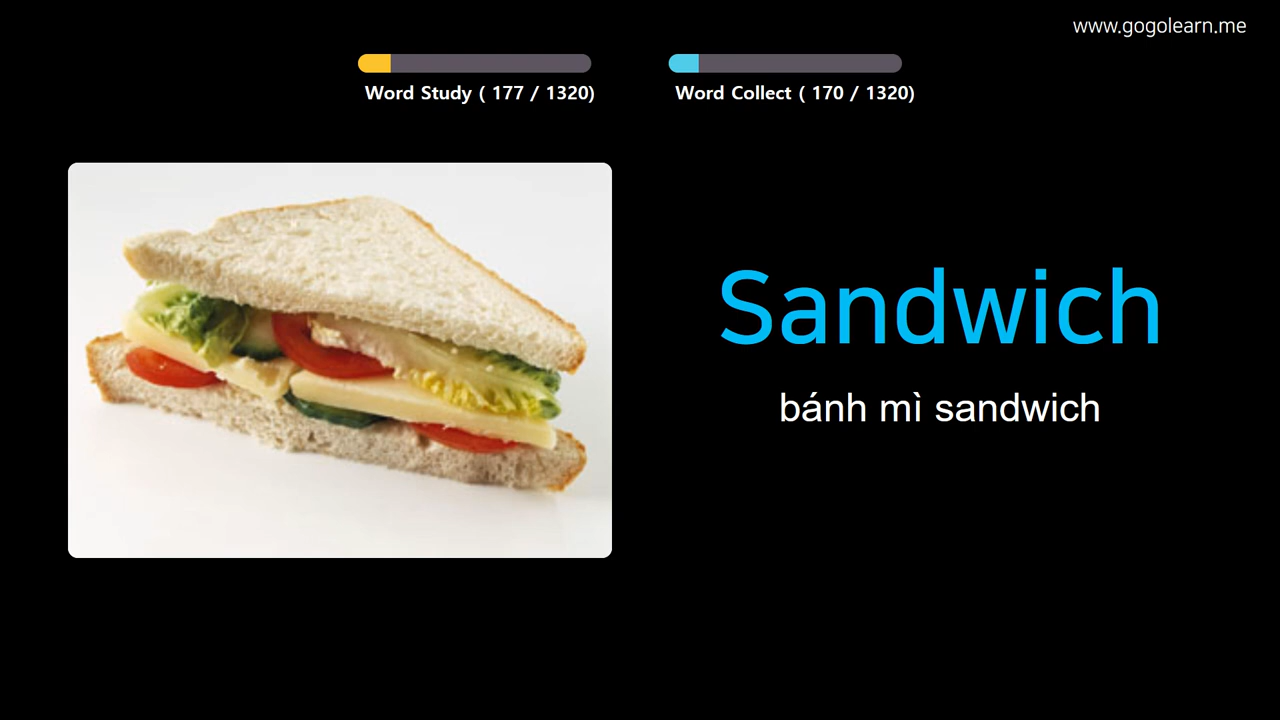 www.gogolearn.me
Word Study ( 177 / 1320)
Word Collect ( 170 / 1320)
Sandwich
bánh mì sandwich